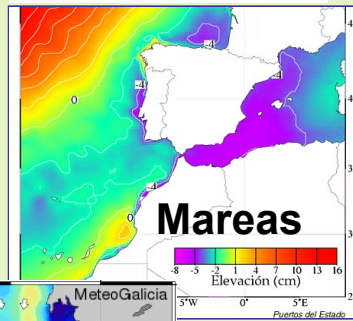 -4
-4
-4
0
-4
0
Mareas
-8 -5 -2 1 4 7 10 13 16
Elevación (cm)
MeteoGalicia
5°W 0° 5°E
Puertos del Estado